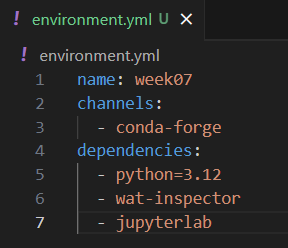 ! environment.yml U ×
! environment.yml
1 name: week07
2 channels:
3 - conda-forge
4 dependencies:
5 - python=3.12
6 - wat-inspector
7 - jupyterlab